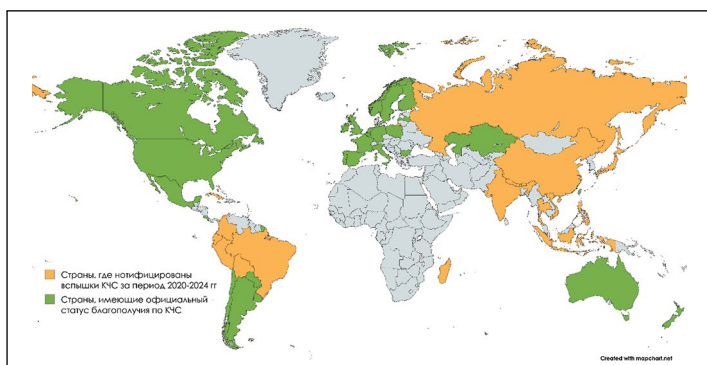 Страны, где нотифицированы
вспышки КЧС за период 2020-2024 гг
Страны, имеющие официальный
статус благополучия по КЧС
Created with mapchart.net